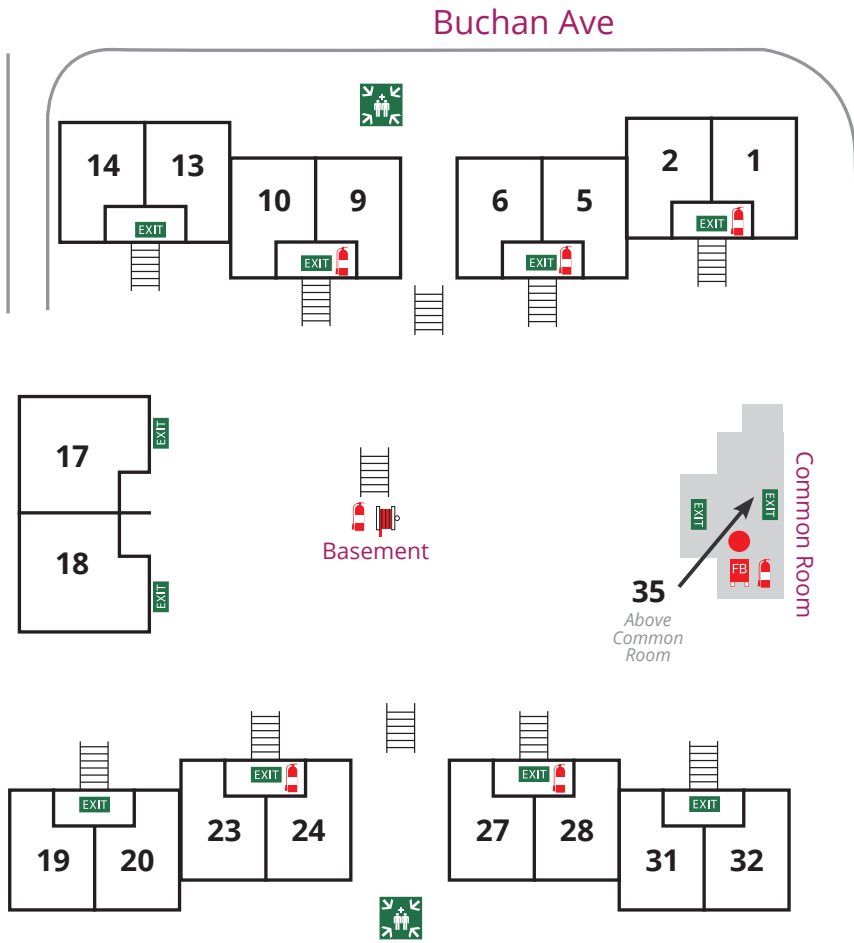 Buchan Ave
14
13
10
9
6
5
2
1
EXIT
EXIT
EXIT
EXIT
17
EXIT
18
EXIT
Basement
Common Room
EXIT
EXIT
FB
35
Above
Common
Room
EXIT
EXIT
EXIT
EXIT
19
20
23
24
27
28
31
32